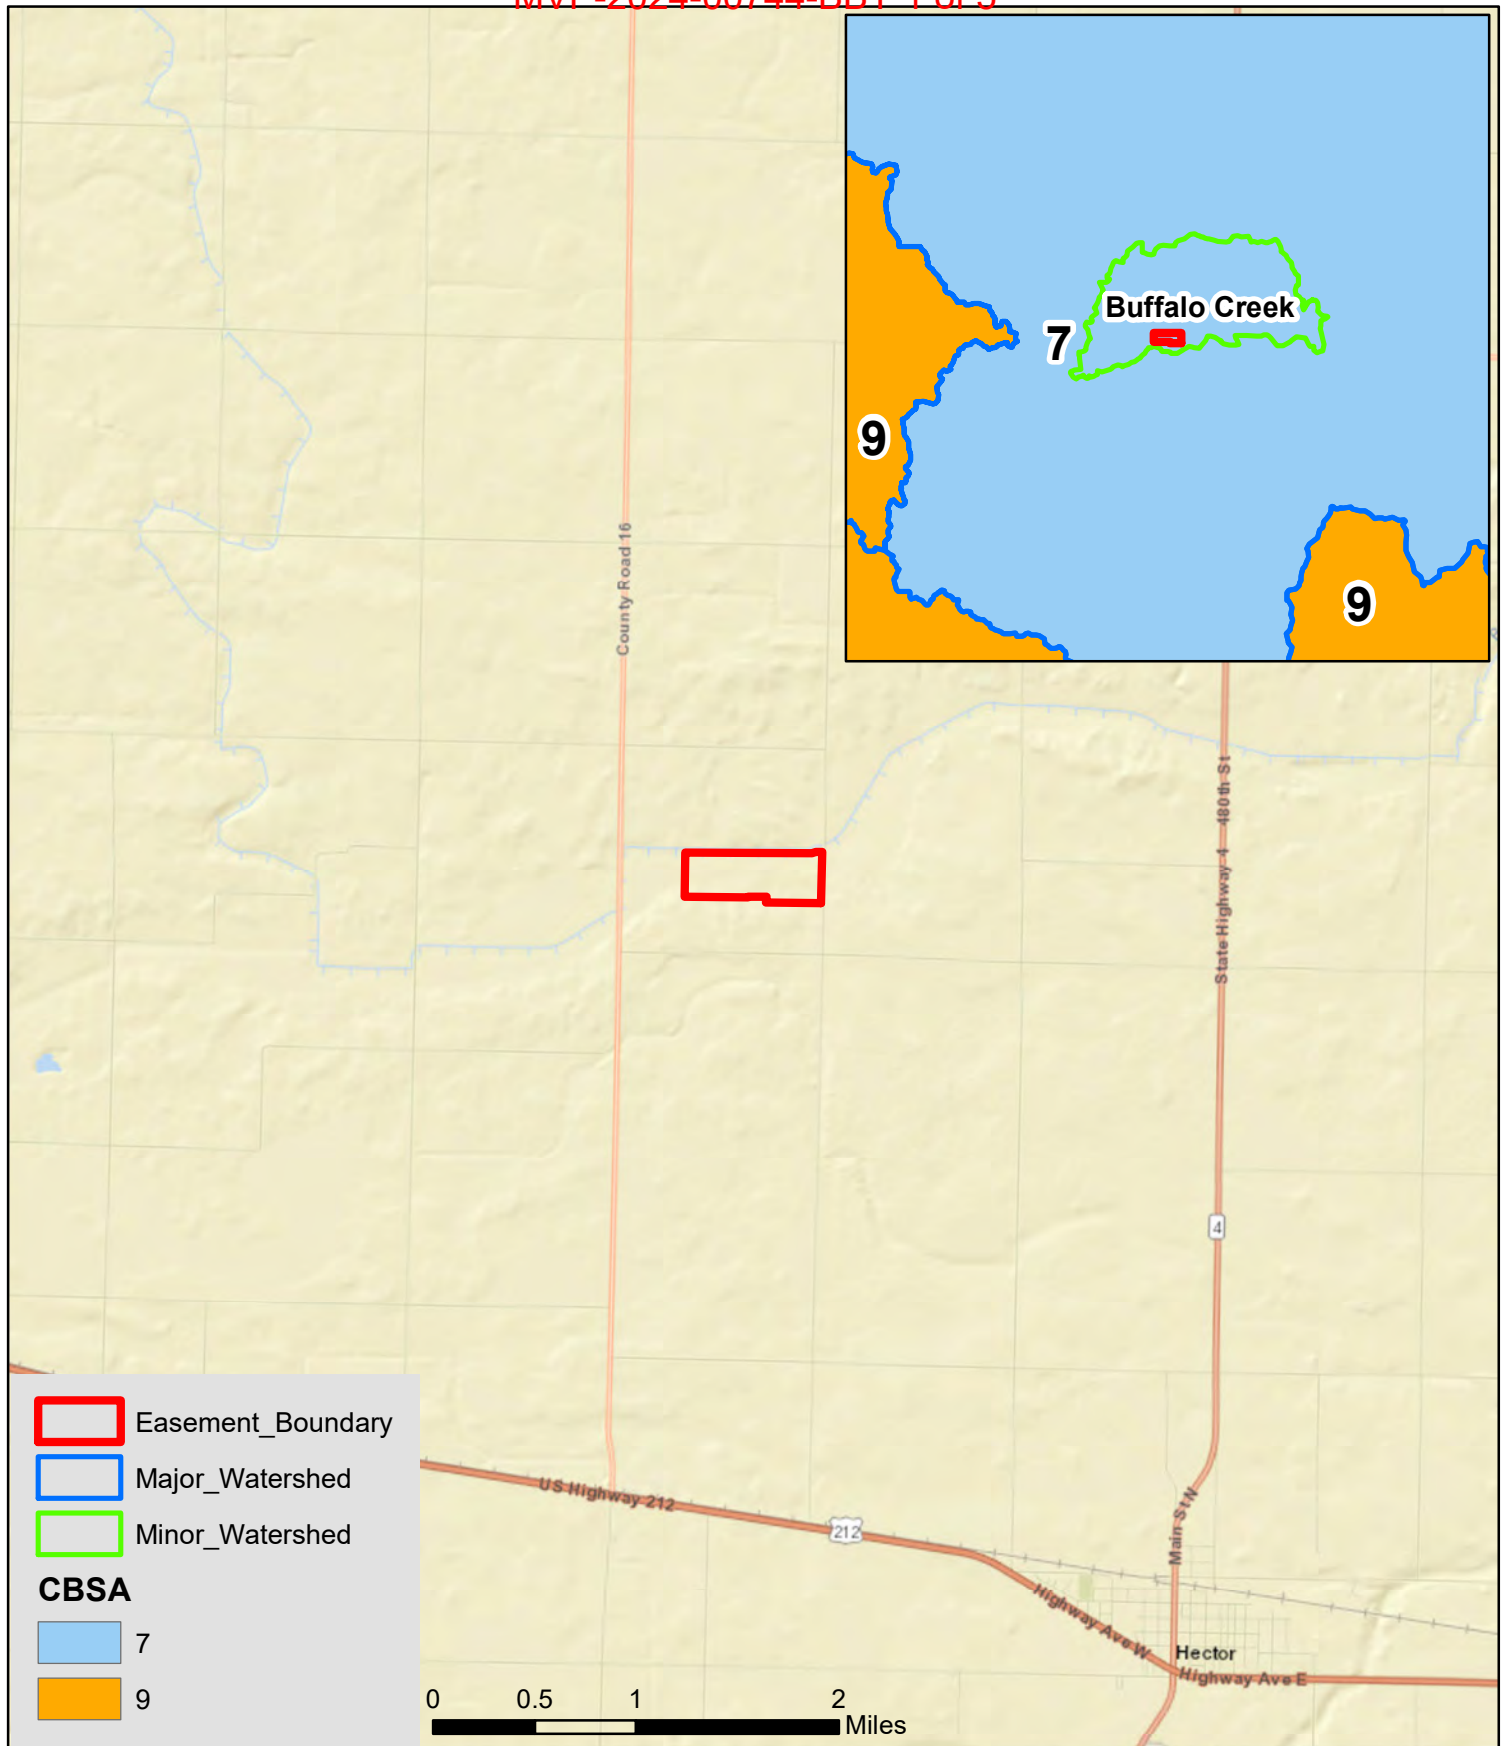 Buffalo Creek
7
9
9
County Road 16
State Highway 4 480th St
4
US Highway 212
212
Main St N
Highway Ave W
Hector
Highway Ave E
Easement_Boundary
Major_Watershed
Minor_Watershed
CBSA
7
9
0 0.5 1 2
Miles